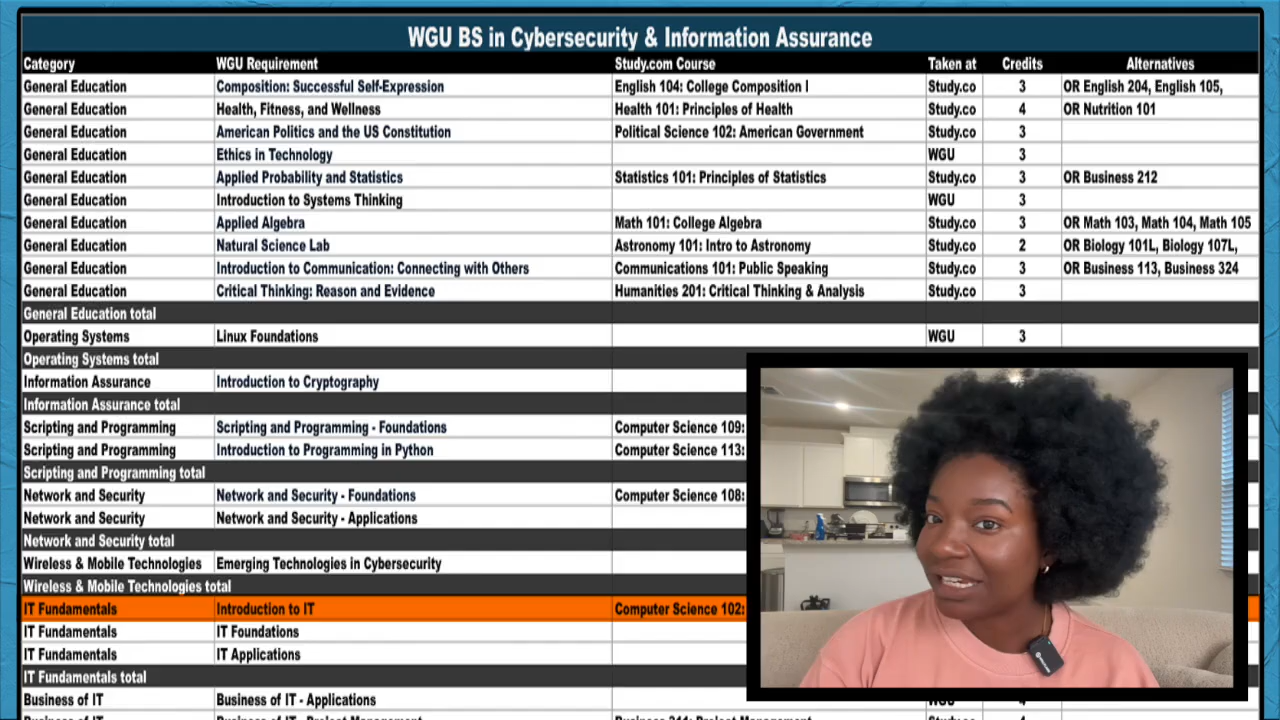 WGU BS in Cybersecurity & Information Assurance
Category WGU Requirement Study.com Course Taken at Credits Alternatives
General Education Composition: Successful Self-Expression English 104: College Composition I Study.co 3 OR English 204, English 105,
General Education Health, Fitness, and Wellness Health 101: Principles of Health Study.co 4 OR Nutrition 101
General Education American Politics and the US Constitution Political Science 102: American Government Study.co 3
General Education Ethics in Technology WGU 3
General Education Applied Probability and Statistics Statistics 101: Principles of Statistics Study.co 3 OR Business 212
General Education Introduction to Systems Thinking WGU 3
General Education Applied Algebra Math 101: College Algebra Study.co 3 OR Math 103, Math 104, Math 105
General Education Natural Science Lab Astronomy 101: Intro to Astronomy Study.co 2 OR Biology 101L, Biology 107L,
General Education Introduction to Communication: Connecting with Others Communications 101: Public Speaking Study.co 3 OR Business 113, Business 324
General Education Critical Thinking: Reason and Evidence Humanities 201: Critical Thinking & Analysis Study.co 3
General Education total
Operating Systems Linux Foundations WGU 3
Operating Systems total
Information Assurance Introduction to Cryptography
Information Assurance total
Scripting and Programming Scripting and Programming - Foundations Computer Science 109:
Scripting and Programming Introduction to Programming in Python Computer Science 113:
Scripting and Programming total
Network and Security Network and Security - Foundations Computer Science 108:
Network and Security Network and Security - Applications
Network and Security total
Wireless & Mobile Technologies Emerging Technologies in Cybersecurity
Wireless & Mobile Technologies total
IT Fundamentals Introduction to IT Computer Science 102:
IT Fundamentals IT Foundations
IT Fundamentals IT Applications
IT Fundamentals total
Business of IT Business of IT - Applications WGU 4